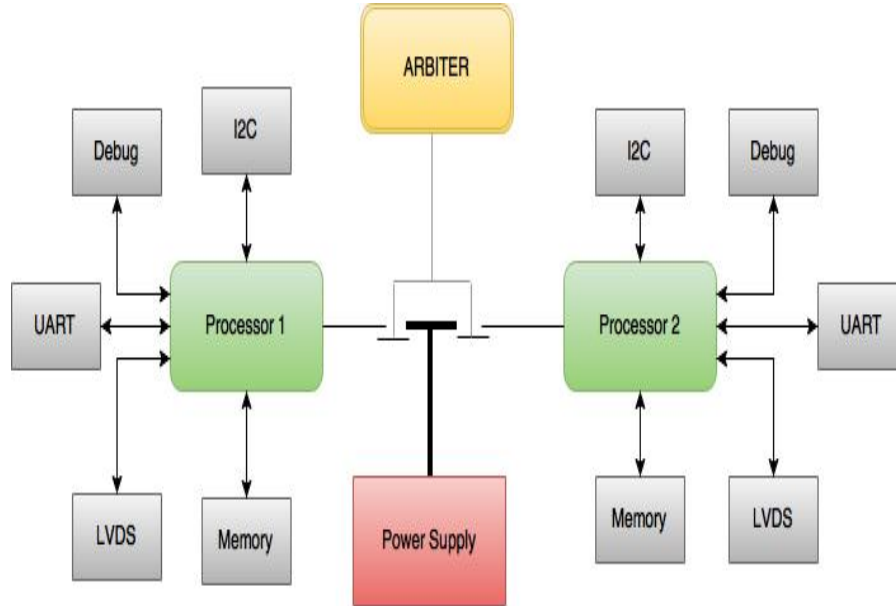 ARBITER
I2C
Debug
I2C
Debug
UART
Processor 1
Processor 2
UART
LVDS
Memory
Power Supply
Memory
LVDS